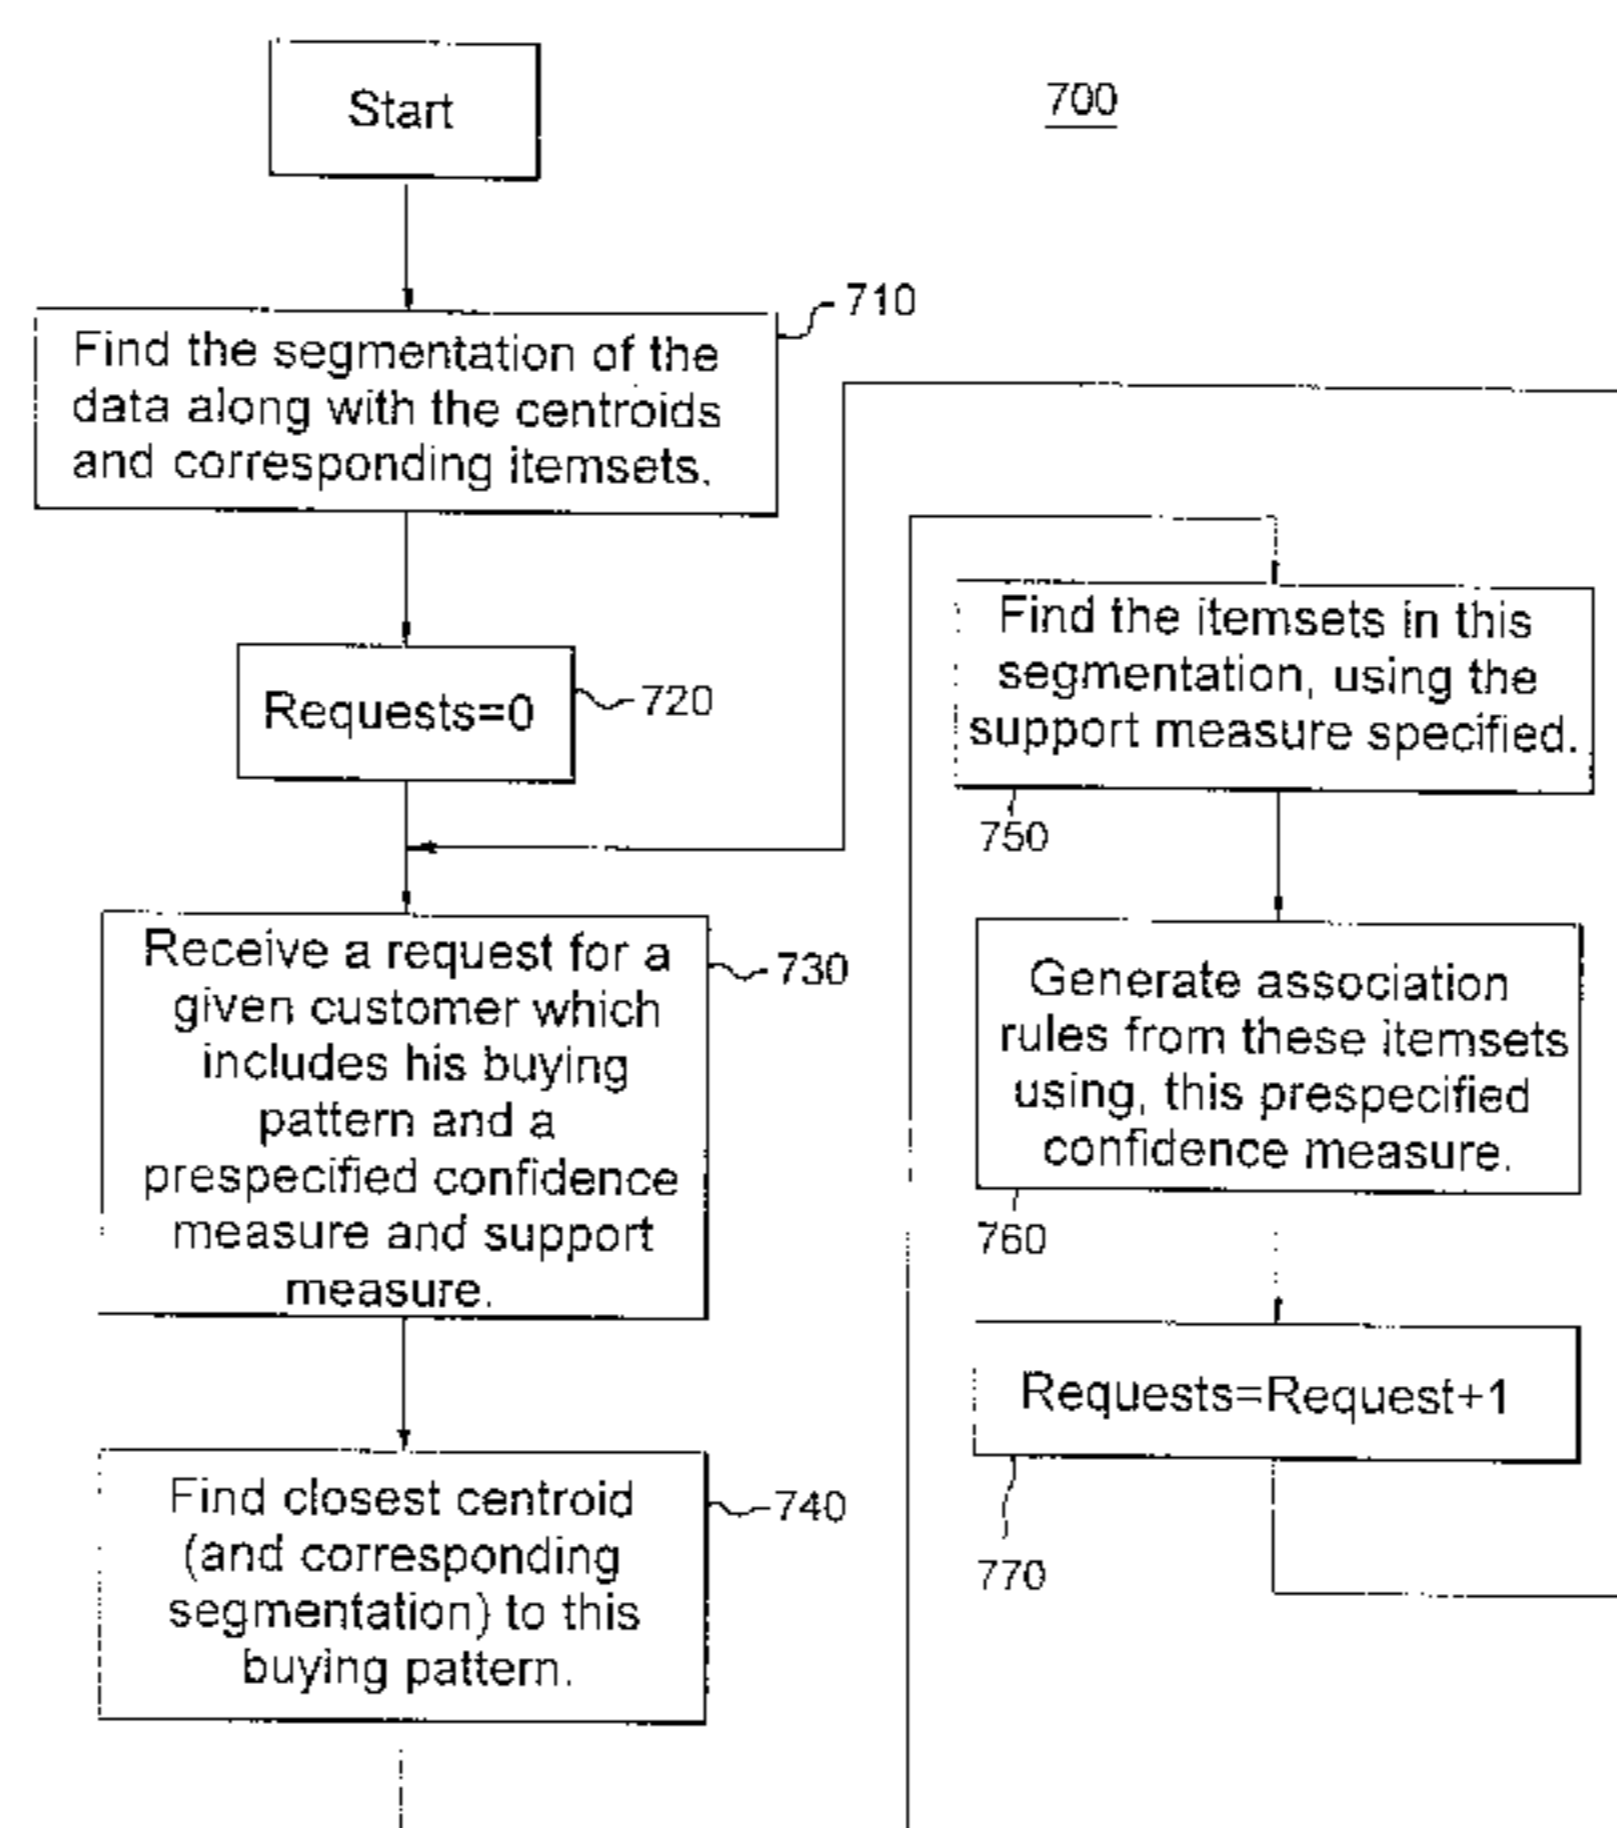 Start
700
710
Find the segmentation of the
data along with the centroids
and corresponding itemsets.
Requests=0
720
Receive a request for a
given customer which
includes his buying
pattern and a
prespecified confidence
measure and support
measure.
730
Find closest centroid
(and corresponding
segmentation) to this
buying pattern.
740
Find the itemsets in this
segmentation, using the
support measure specified.
750
Generate association
rules from these itemsets
using, this prespecified
confidence measure.
760
Requests=Request+1
770